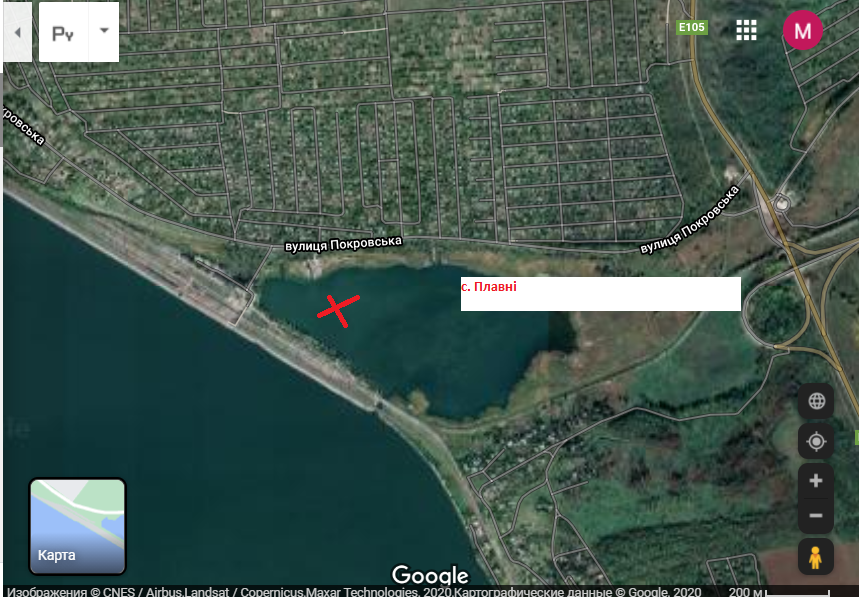 Ру
E105
M
кровська
вулиця Покровська
вулиця Покровська
с. Плавні
Карта
Google
Изображения © CNES / Airbus,Landsat / Copernicus,Maxar Technologies, 2020,Картографические данные © Google, 2020 200 м